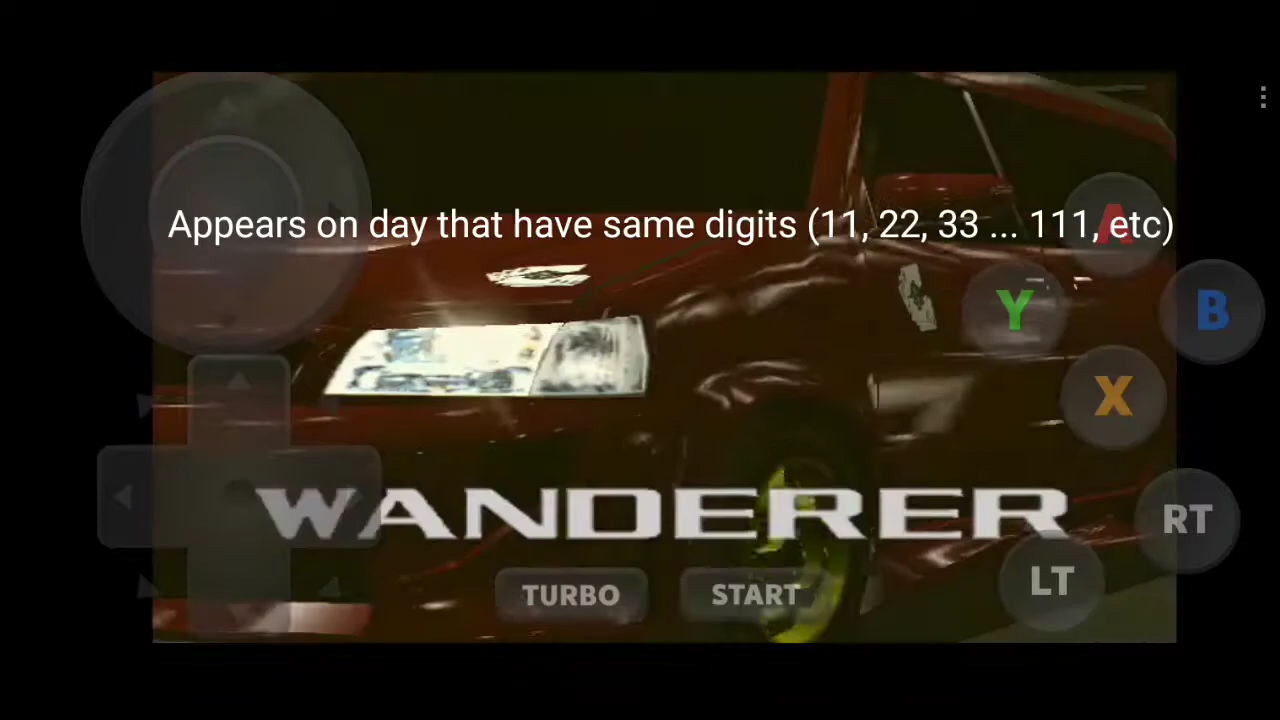 Appears on day that have same digits (11, 22, 33 ... 111, etc)
A
Y
B
X
WANDERER
RT
LT
TURBO
START